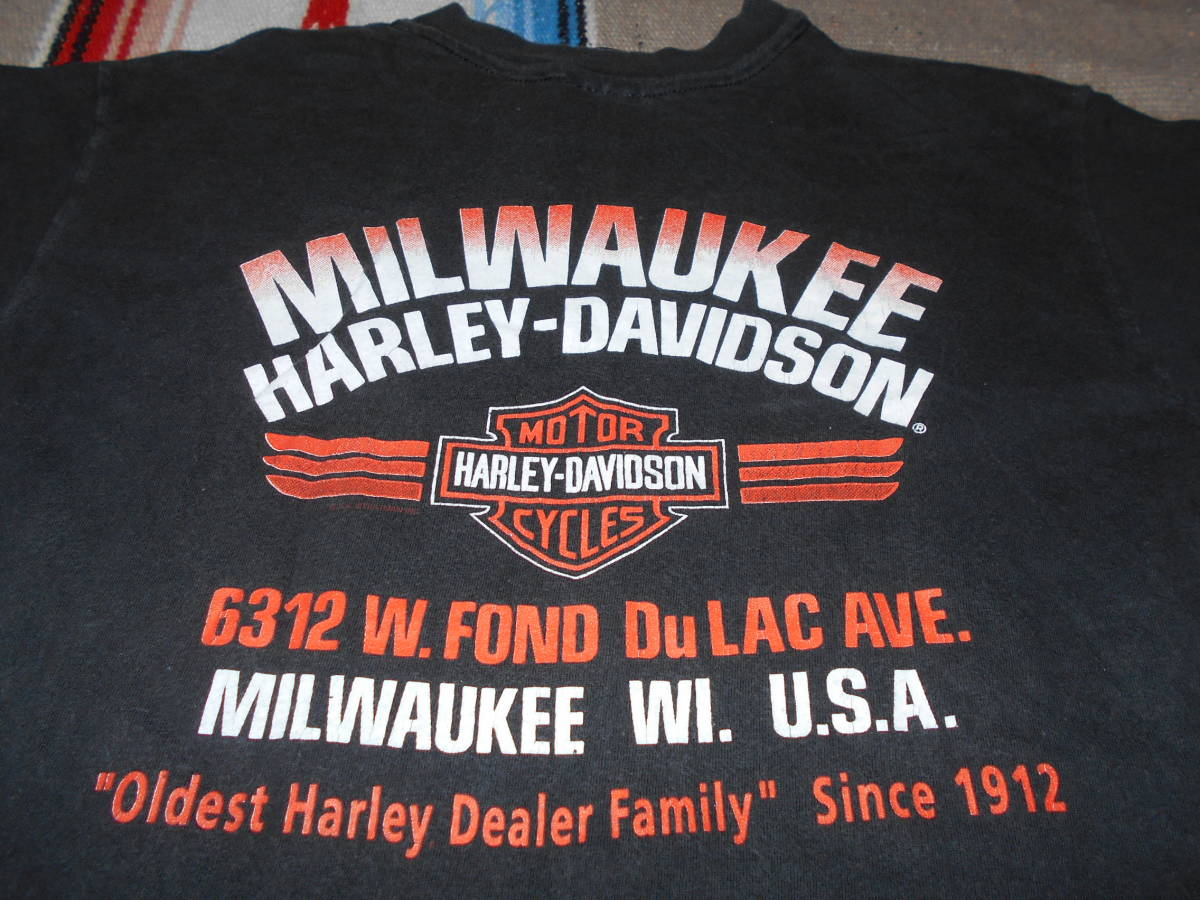 MILWAUKEE
HARLEY-DAVIDSON®
MOTOR
HARLEY-DAVIDSON
CYCLES
6312 W. FOND Du LAC AVE.
MILWAUKEE WI. U.S.A.
"Oldest Harley Dealer Family" Since 1912